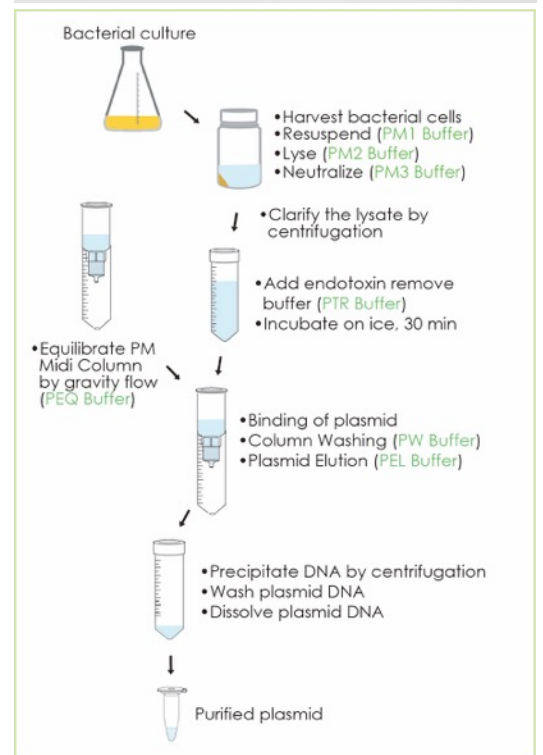 Bacterial culture
•Harvest bacterial cells
•Resuspend (PM1 Buffer)
•Lyse (PM2 Buffer)
•Neutralize (PM3 Buffer)
•Clarify the lysate by
centrifugation
•Add endotoxin remove
buffer (PTR Buffer)
•Incubate on ice, 30 min
•Equilibrate PM
Midi Column
by gravity flow
(PEQ Buffer)
•Binding of plasmid
•Column Washing (PW Buffer)
•Plasmid Elution (PEL Buffer)
•Precipitate DNA by centrifugation
•Wash plasmid DNA
•Dissolve plasmid DNA
Purified plasmid